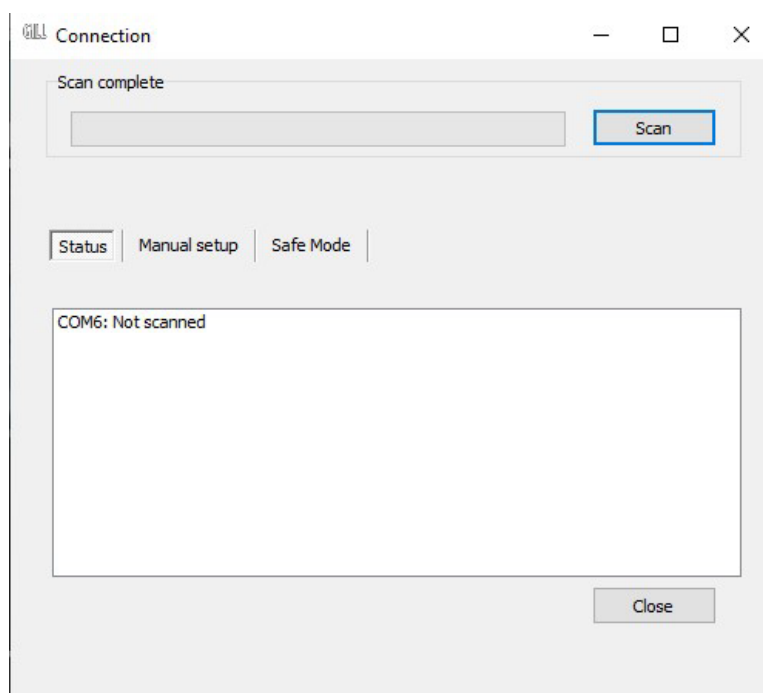 GILL Connection
Scan complete
Scan
Status Manual setup Safe Mode
COM6: Not scanned
Close